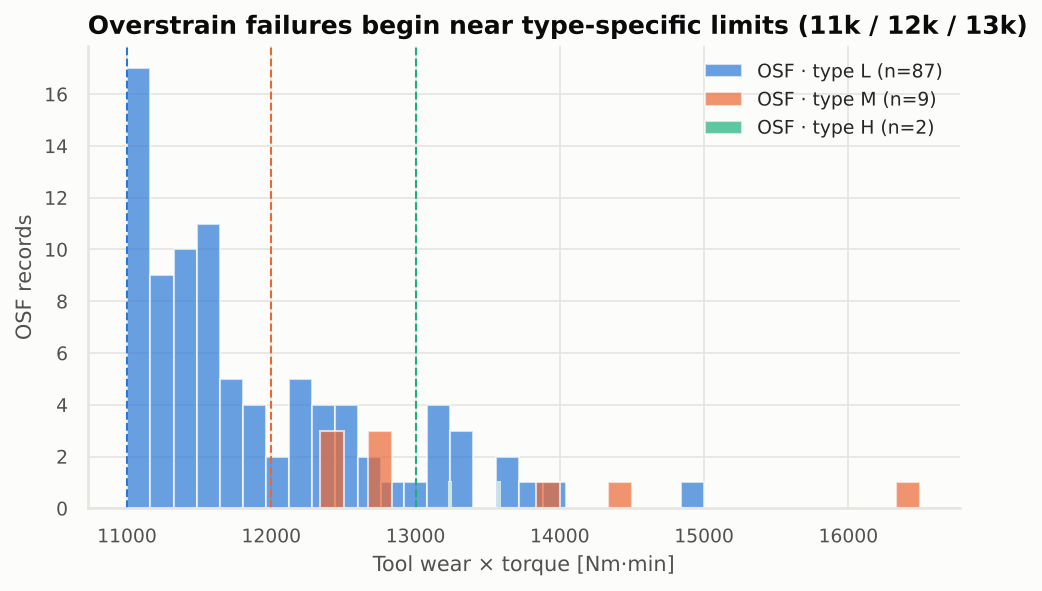 Overstrain failures begin near type-specific limits (11k / 12k / 13k)
OSF · type L (n=87)
OSF · type M (n=9)
OSF · type H (n=2)
OSF records
16
14
12
10
8
6
4
2
0
11000 12000 13000 14000 15000 16000
Tool wear × torque [Nm·min]